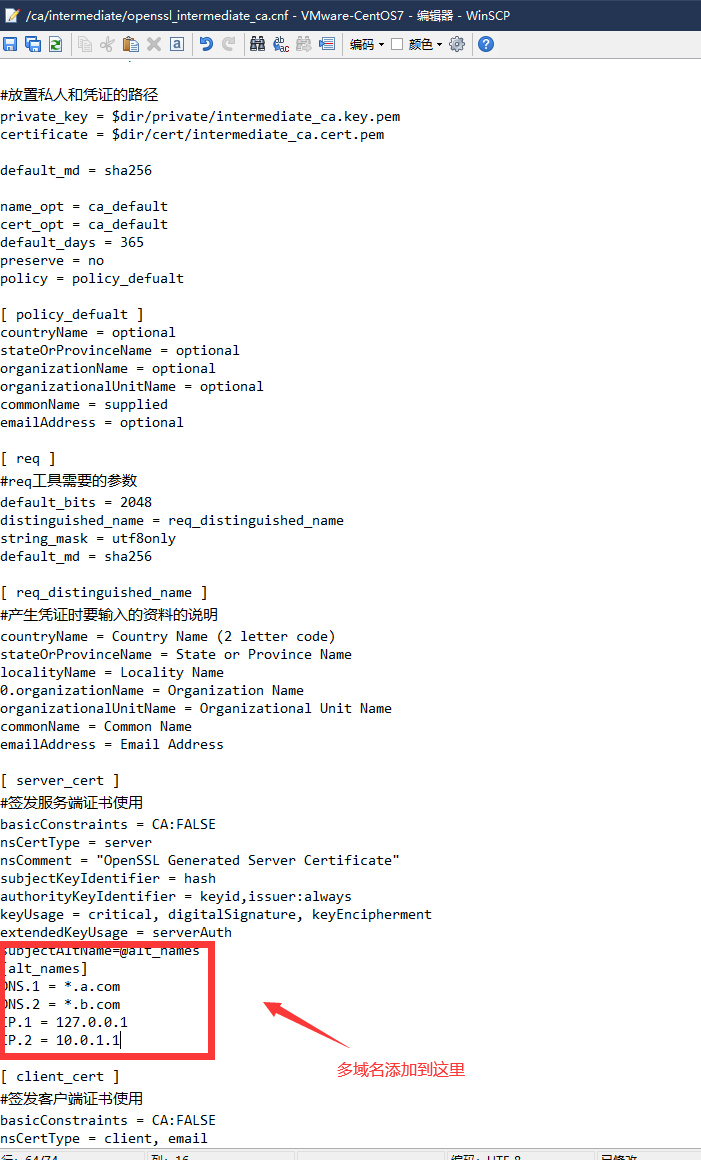 /ca/intermediate/openssl_intermediate_ca.cnf - VMware-CentOS7 - 编辑器 - WinSCP
编码 颜色
#放置私人和凭证的路径
private_key = $dir/private/intermediate_ca.key.pem
certificate = $dir/cert/intermediate_ca.cert.pem
default_md = sha256
name_opt = ca_default
cert_opt = ca_default
default_days = 365
preserve = no
policy = policy_defualt
[ policy_defualt ]
countryName = optional
stateOrProvinceName = optional
organizationName = optional
organizationalUnitName = optional
commonName = supplied
emailAddress = optional
[ req ]
#req工具需要的参数
default_bits = 2048
distinguished_name = req_distinguished_name
string_mask = utf8only
default_md = sha256
[ req_distinguished_name ]
#产生凭证时要输入的资料的说明
countryName = Country Name (2 letter code)
stateOrProvinceName = State or Province Name
localityName = Locality Name
0.organizationName = Organization Name
organizationalUnitName = Organizational Unit Name
commonName = Common Name
emailAddress = Email Address
[ server_cert ]
#签发服务端证书使用
basicConstraints = CA:FALSE
nsCertType = server
nsComment = "OpenSSL Generated Server Certificate"
subjectKeyIdentifier = hash
authorityKeyIdentifier = keyid,issuer:always
keyUsage = critical, digitalSignature, keyEncipherment
extendedKeyUsage = serverAuth
subjectAltName=@alt_names
[alt_names]
DNS.1 = *.a.com
DNS.2 = *.b.com
IP.1 = 127.0.0.1
IP.2 = 10.0.1.1
多域名添加到这里
[ client_cert ]
#签发客户端证书使用
basicConstraints = CA:FALSE
nsCertType = client, email
行: 64/74 列: 16 编码: UTF-8 已修改